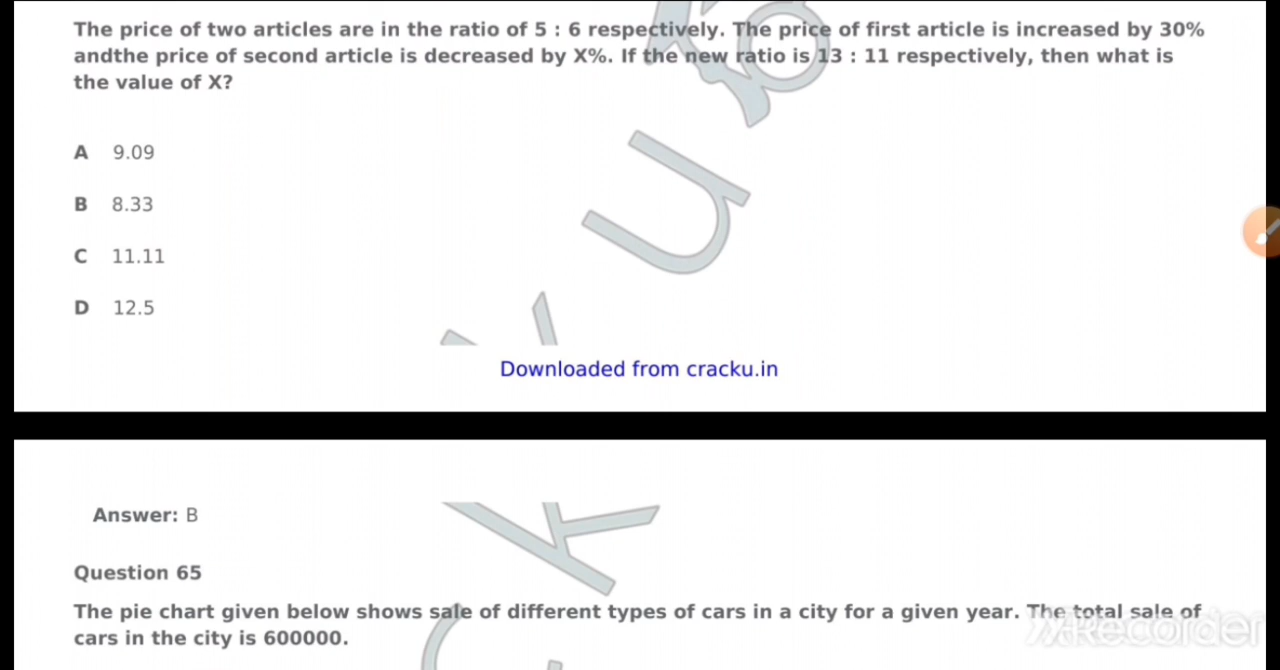 The price of two articles are in the ratio of 5 : 6 respectively. The price of first article is increased by 30%
andthe price of second article is decreased by X%. If the new ratio is 13 : 11 respectively, then what is
the value of X?
A 9.09
B 8.33
C 11.11
D 12.5
Downloaded from cracku.in
Answer: B
Question 65
The pie chart given below shows sale of different types of cars in a city for a given year. The total sale of
cars in the city is 600000.
XRecorder